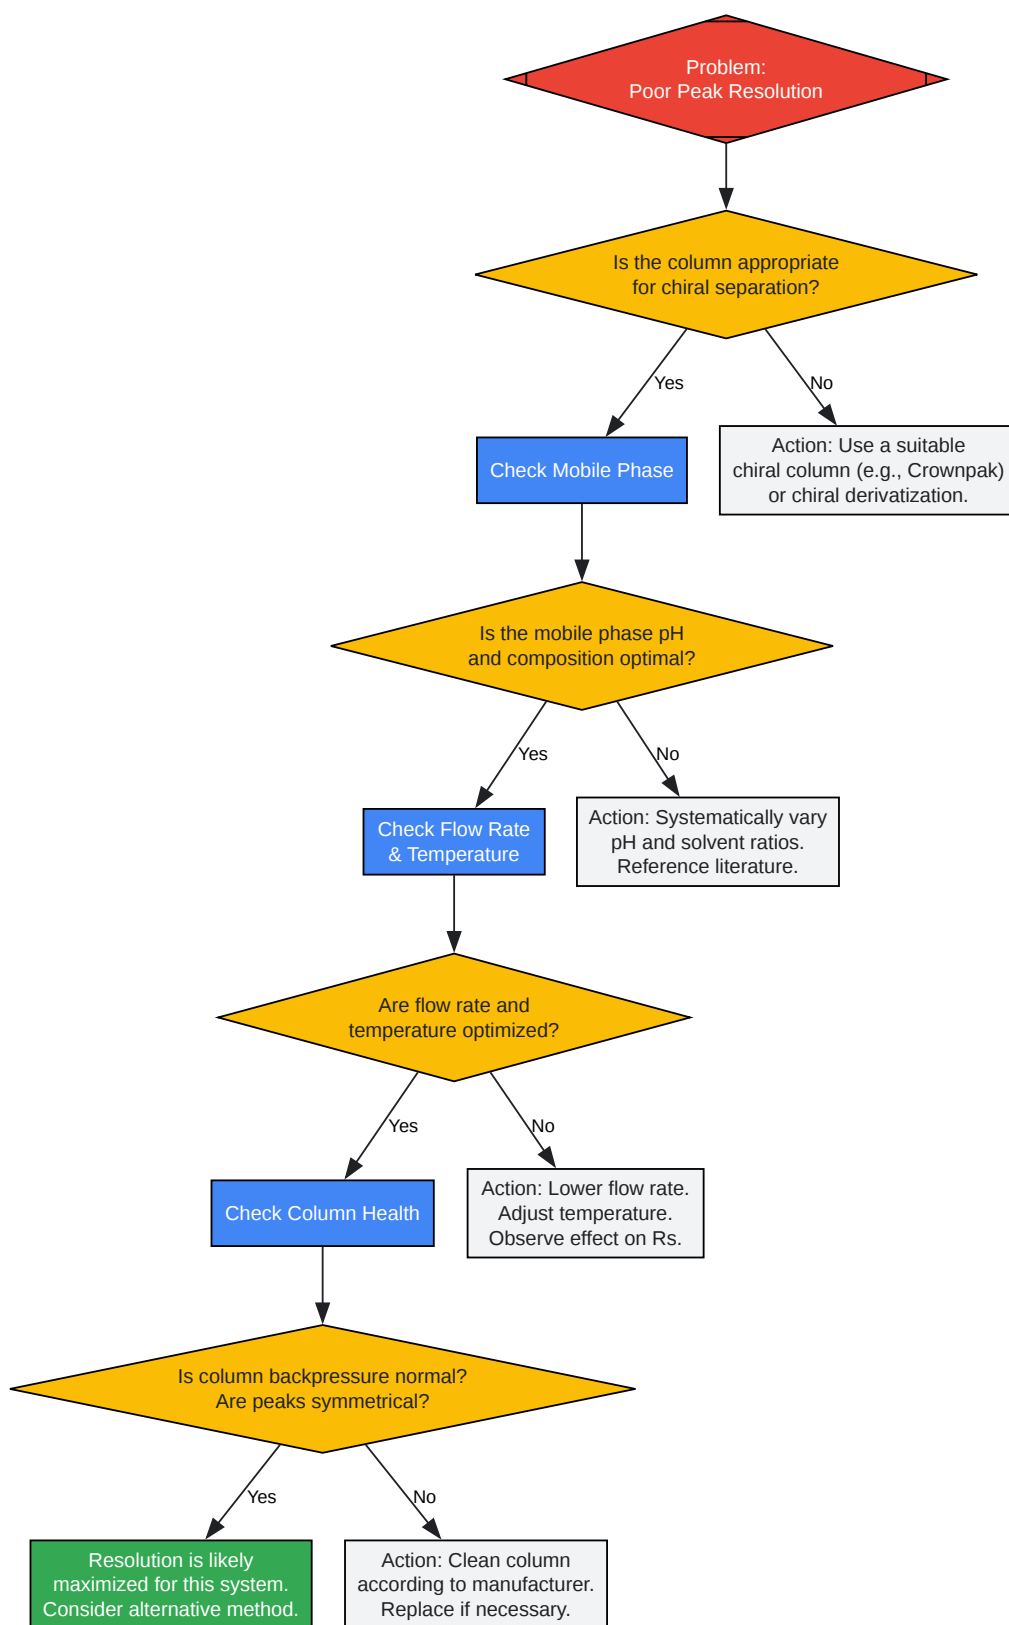 Problem:
Poor Peak Resolution
Is the column appropriate
for chiral separation?
Yes
No
Check Mobile Phase
Action: Use a suitable
chiral column (e.g., Crownpak)
or chiral derivatization.
Is the mobile phase pH
and composition optimal?
Yes
No
Check Flow Rate
& Temperature
Action: Systematically vary
pH and solvent ratios.
Reference literature.
Are flow rate and
temperature optimized?
Yes
No
Check Column Health
Action: Lower flow rate.
Adjust temperature.
Observe effect on Rs.
Is column backpressure normal?
Are peaks symmetrical?
Yes
No
Resolution is likely
maximized for this system.
Consider alternative method.
Action: Clean column
according to manufacturer.
Replace if necessary.